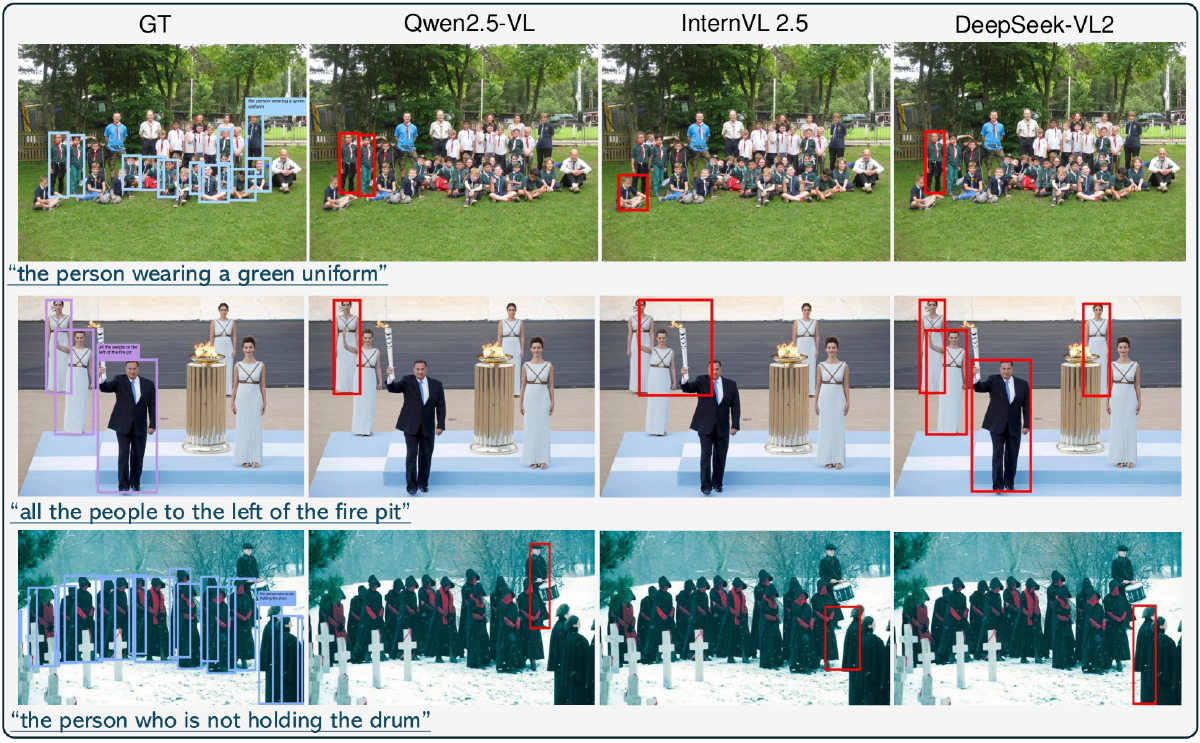 GT
Qwen2.5-VL
InternVL 2.5
DeepSeek-VL2
the person wearing a green
uniform
“the person wearing a green uniform”
all the people to the
left of the fire pit
“all the people to the left of the fire pit”
the person who is not
holding the drum
“the person who is not holding the drum”